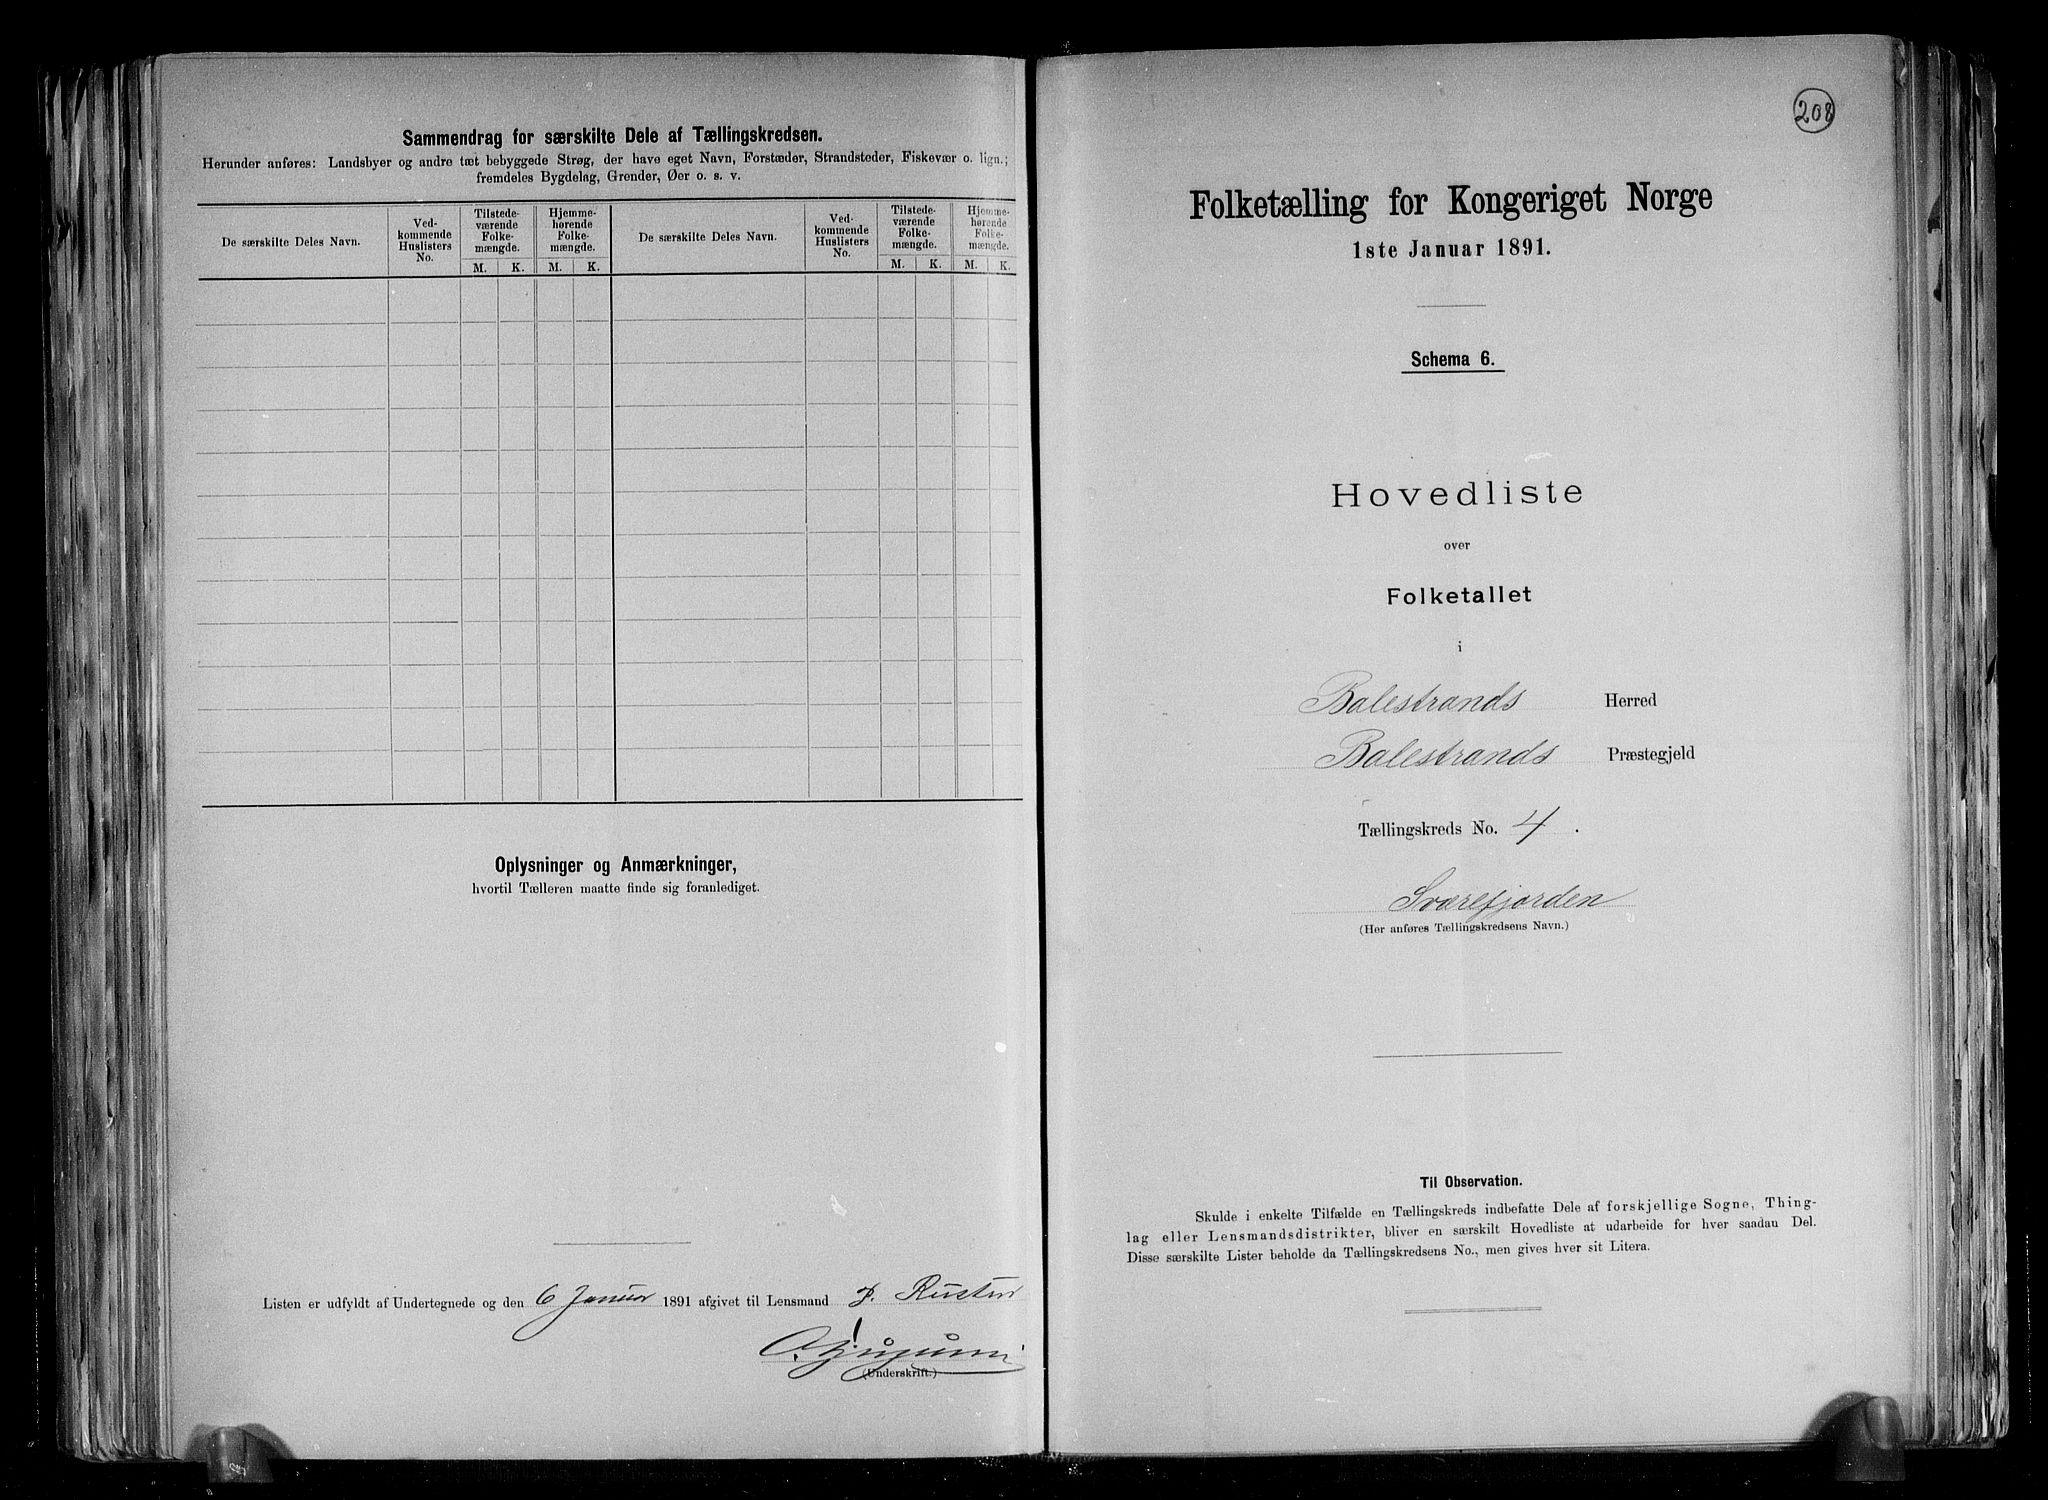 Sammendrag for særskilte Dele af Tællingskredsen.
Herunder anføres: Landsbyer og andre tæt bebyggede Strøg, der have eget Navn, Forstæder, Strandsteder, Fiskevær o. lign.;
fremdeles Bygdelag, Grender, Øer o. s. v.
De særskilte Deles Navn.
Ved-
kommende
Huslisters
No.
Tilstede-
værende
Folke-
mængde.
M. K.
Hjemme-
hørende
Folke-
mængde.
M. K.
De særskilte Deles Navn.
Ved-
kommende
Huslisters
No.
Tilstede-
værende
Folke-
mængde.
M. K.
Hjemme-
hørende
Folke-
mængde.
M. K.
Oplysninger og Anmærkninger,
hvortil Tælleren maatte finde sig foranlediget.
Listen er udfyldt af Undertegnede og den 6 Januar 1891 afgivet til Lensmand
(Underskrift.)
208
Folketælling for Kongeriget Norge
1ste Januar 1891.
Schema 6.
Hovedliste
over
Folketallet
i
Balestrands Herred
Balestrands Præstegjeld
Tællingskreds No. 4.
Sværefjorden
(Her anføres Tællingskredsens Navn.)
Til Observation.
Skulde i enkelte Tilfælde en Tællingskreds indbefatte Dele af forskjellige Sogne, Thing-
lag eller Lensmandsdistrikter, bliver en særskilt Hovedliste at udarbeide for hver saadan Del.
Disse særskilte Lister beholde da Tællingskredsens No., men gives hver sit Litera.